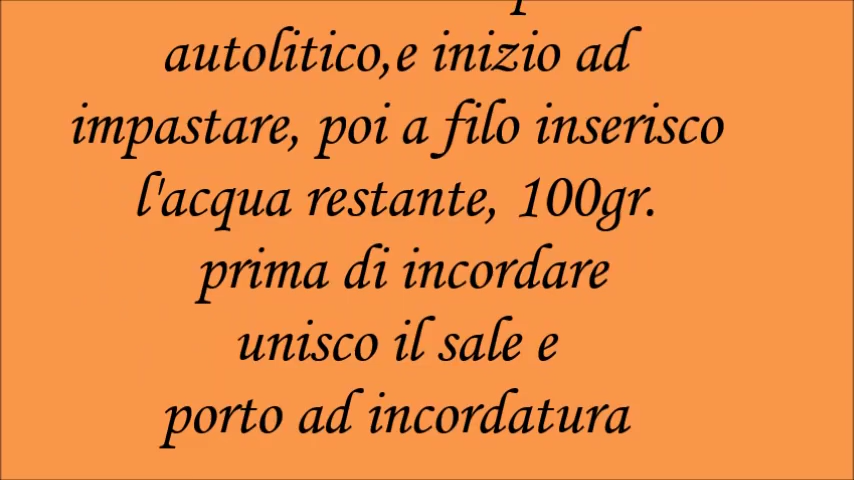 autolitico,e inizio ad
impastare, poi a filo inserisco
l'acqua restante, 100gr.
prima di incordare
unisco il sale e
porto ad incordatura